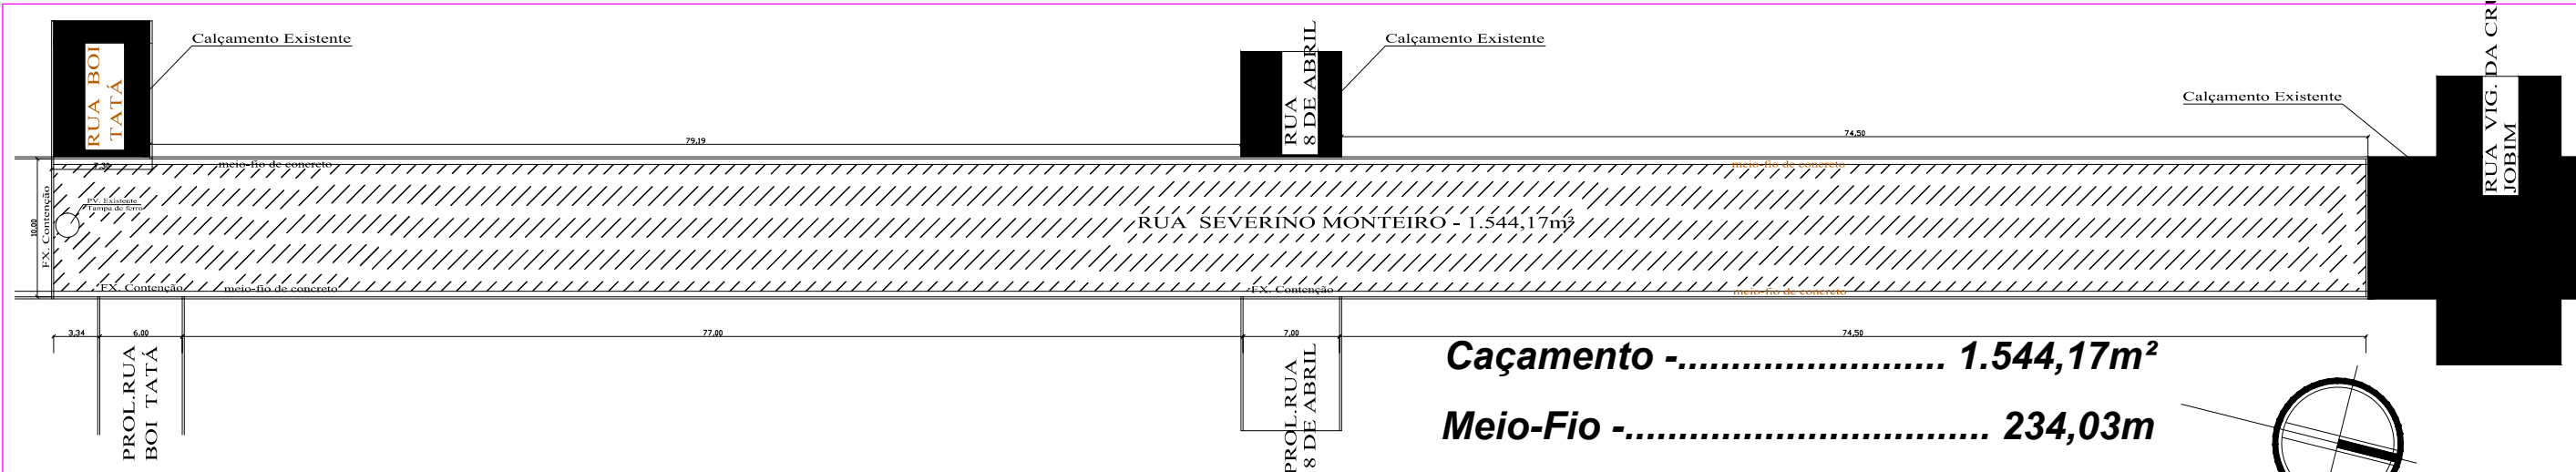 RUA BOI
TATÁ
Calçamento Existente
RUA
8 DE ABRIL
Calçamento Existente
Calçamento Existente
RUA VIG. DA CRU
JOBIM
79,19
74,50
7,30
meio-fio de concreto
meio-fio de concreto
10,00
FX. Contenção
PV. Existente
Tampa de ferro
RUA SEVERINO MONTEIRO - 1.544,17m²
FX. Contenção
meio-fio de concreto
FX. Contenção
meio-fio de concreto
3,34
6,00
77,00
7,00
74,50
PROL.RUA
BOI TATÁ
PROL.RUA
8 DE ABRIL
Caçamento -........................ 1.544,17m²
Meio-Fio -................................. 234,03m